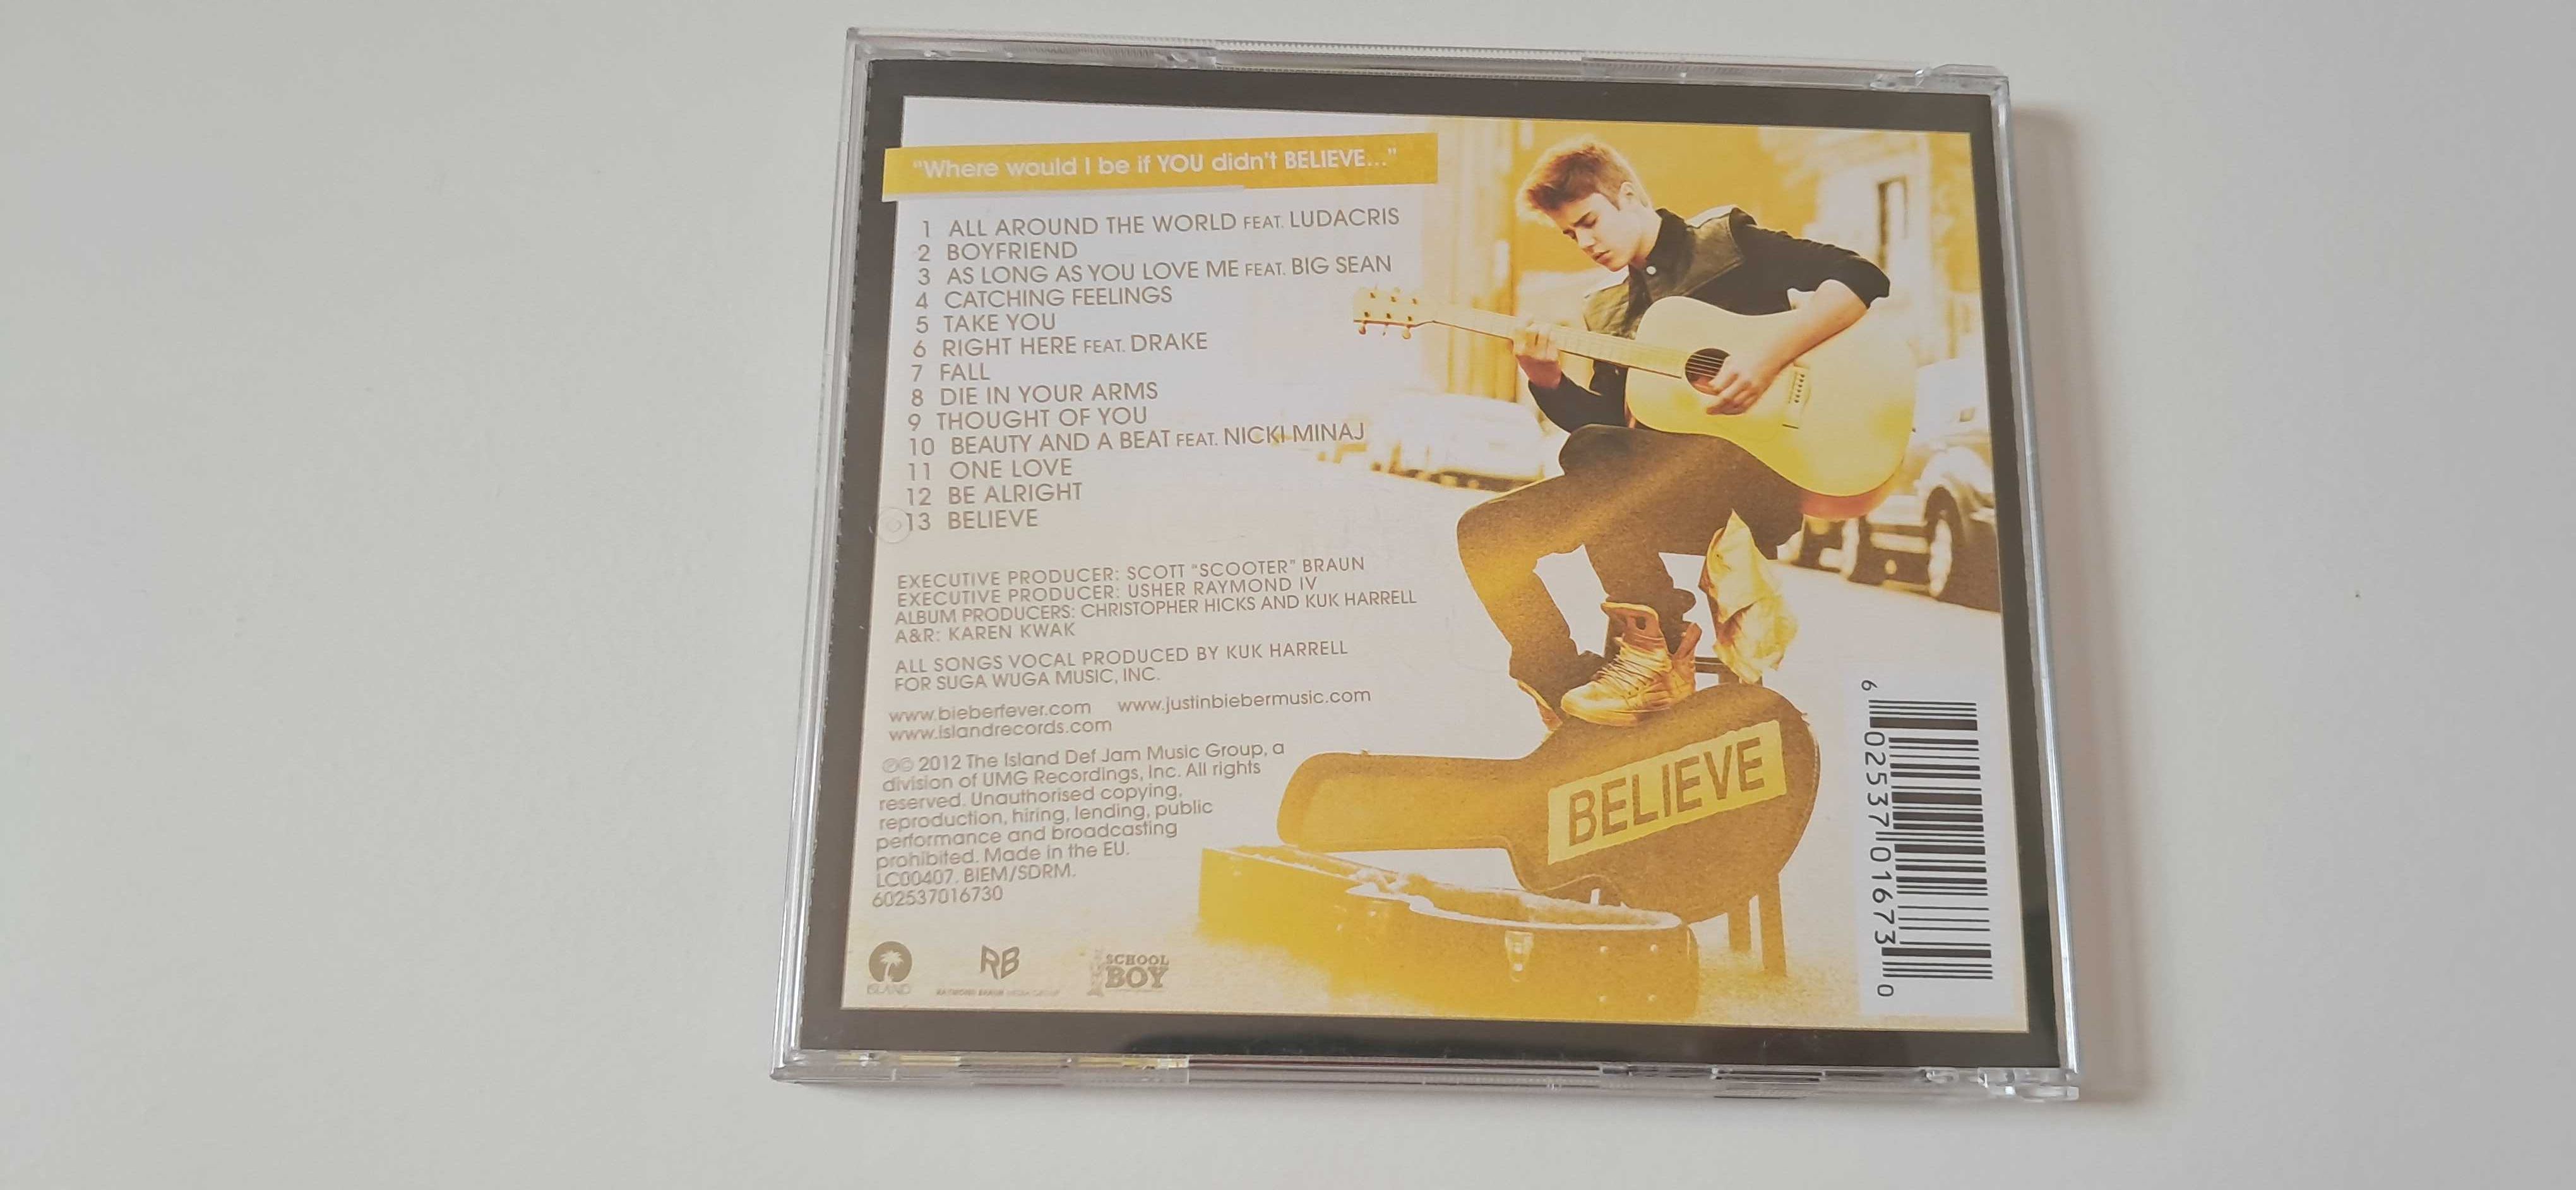 "Where would I be if YOU didn't BELIEVE..."
1 ALL AROUND THE WORLD FEAT. LUDACRIS
2 BOYFRIEND
3 AS LONG AS YOU LOVE ME FEAT. BIG SEAN
4 CATCHING FEELINGS
5 TAKE YOU
6 RIGHT HERE FEAT. DRAKE
7 FALL
8 DIE IN YOUR ARMS
9 THOUGHT OF YOU
10 BEAUTY AND A BEAT FEAT. NICKI MINAJ
11 ONE LOVE
12 BE ALRIGHT
13 BELIEVE
EXECUTIVE PRODUCER: SCOTT "SCOOTER" BRAUN
EXECUTIVE PRODUCER: USHER RAYMOND IV
ALBUM PRODUCERS: CHRISTOPHER HICKS AND KUK HARRELL
A&R: KAREN KWAK
ALL SONGS VOCAL PRODUCED BY KUK HARRELL
FOR SUGA WUGA MUSIC, INC.
www.bieberfever.com www.justinbiebermusic.com
www.islandrecords.com
℗© 2012 The Island Def Jam Music Group, a
division of UMG Recordings, Inc. All rights
reserved. Unauthorised copying,
reproduction, hiring, lending, public
performance and broadcasting
prohibited. Made in the EU.
LC00407. BIEM/SDRM.
602537016730
ISLAND
RB
RAYMOND BRAUN MEDIA GROUP
SCHOOL
BOY
BELIEVE
6 02537 01673 0